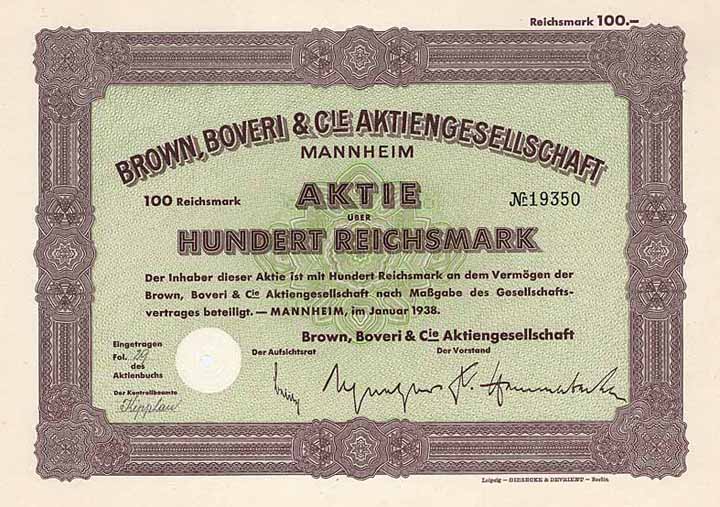 Reichsmark 100.–
BROWN, BOVERI & CIE AKTIENGESELLSCHAFT
MANNHEIM
100 Reichsmark
AKTIE
№ 19350
ÜBER
HUNDERT REICHSMARK
Der Inhaber dieser Aktie ist mit Hundert Reichsmark an dem Vermögen der
Brown, Boveri & Cie Aktiengesellschaft nach Maßgabe des Gesellschafts-
vertrages beteiligt. — MANNHEIM, im Januar 1938.
Brown, Boveri & Cie Aktiengesellschaft
Der Aufsichtsrat Der Vorstand
Eingetragen
Fol. 29
des
Aktienbuchs
Der Kontrollbeamte
Leipzig — GIESECKE & DEVRIENT — Berlin